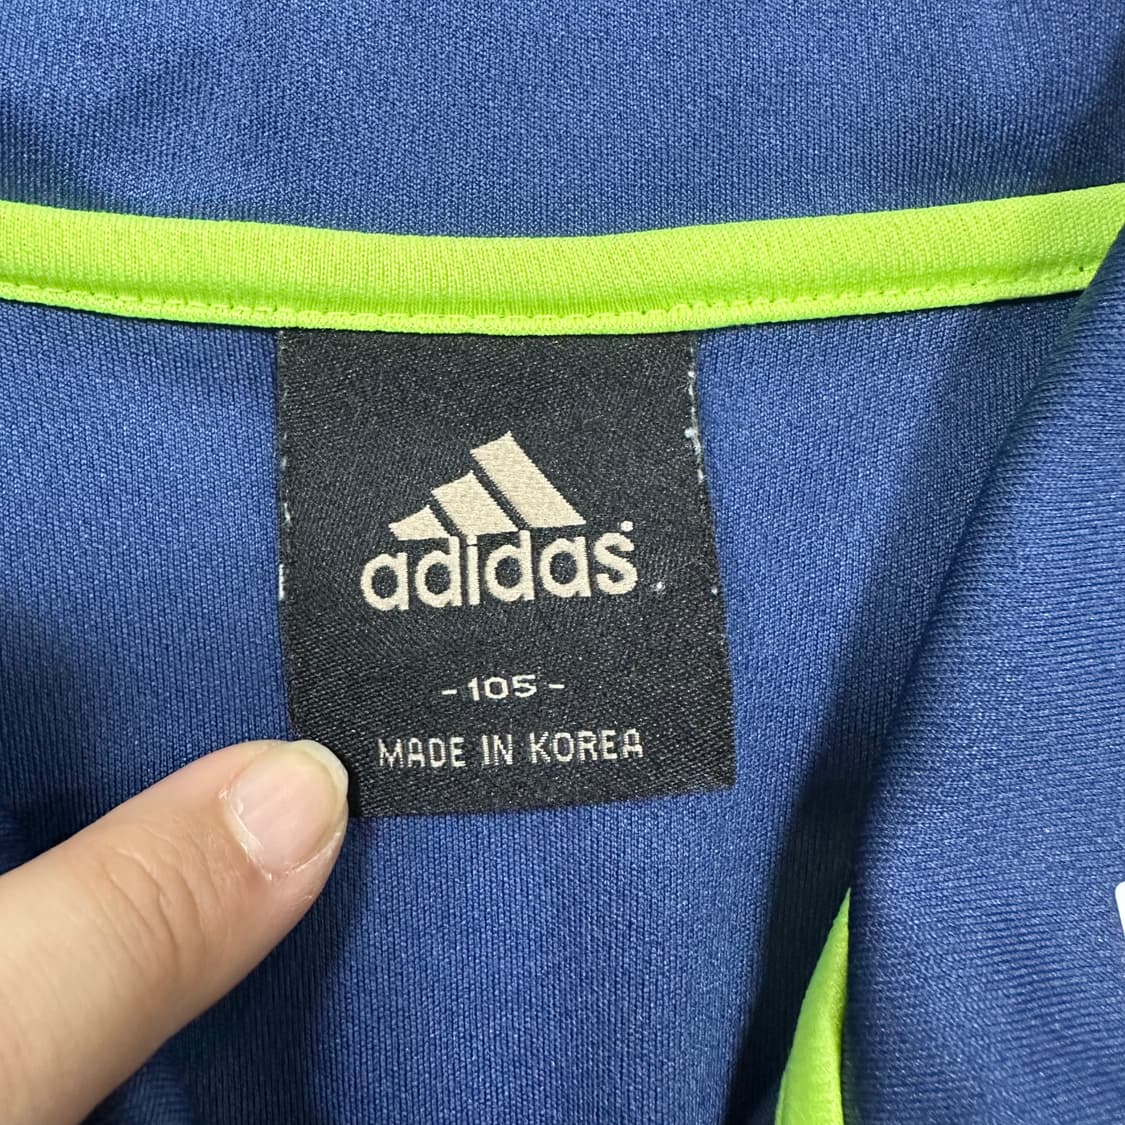 adidas
-105-
MADE IN KOREA